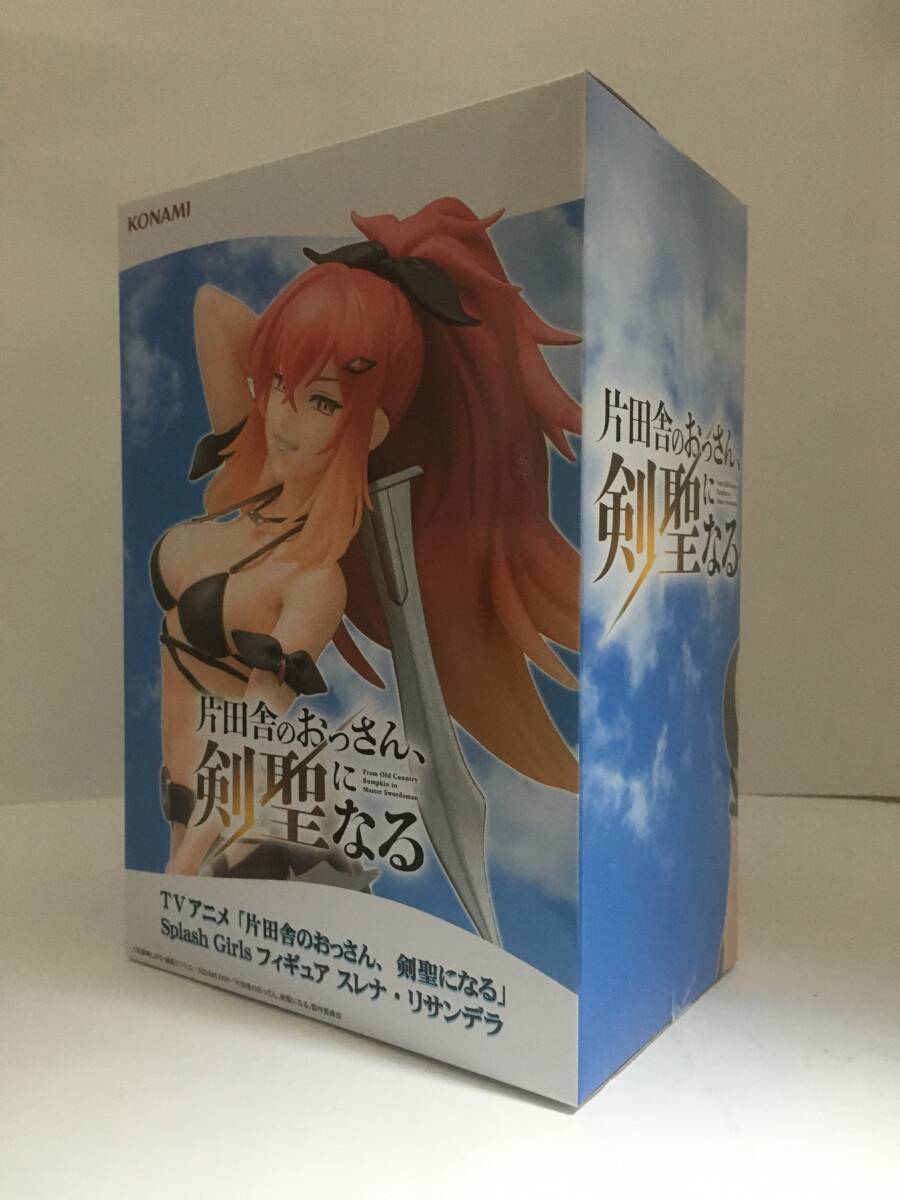 KONAMI
片田舎のおっさん、
剣聖になる
From Old Country
Bumpkin to
Master Swordsman
TVアニメ「片田舎のおっさん、剣聖になる」
Splash Girls フィギュア スレナ・リサンデラ
片田舎のおっさん、
剣聖になる